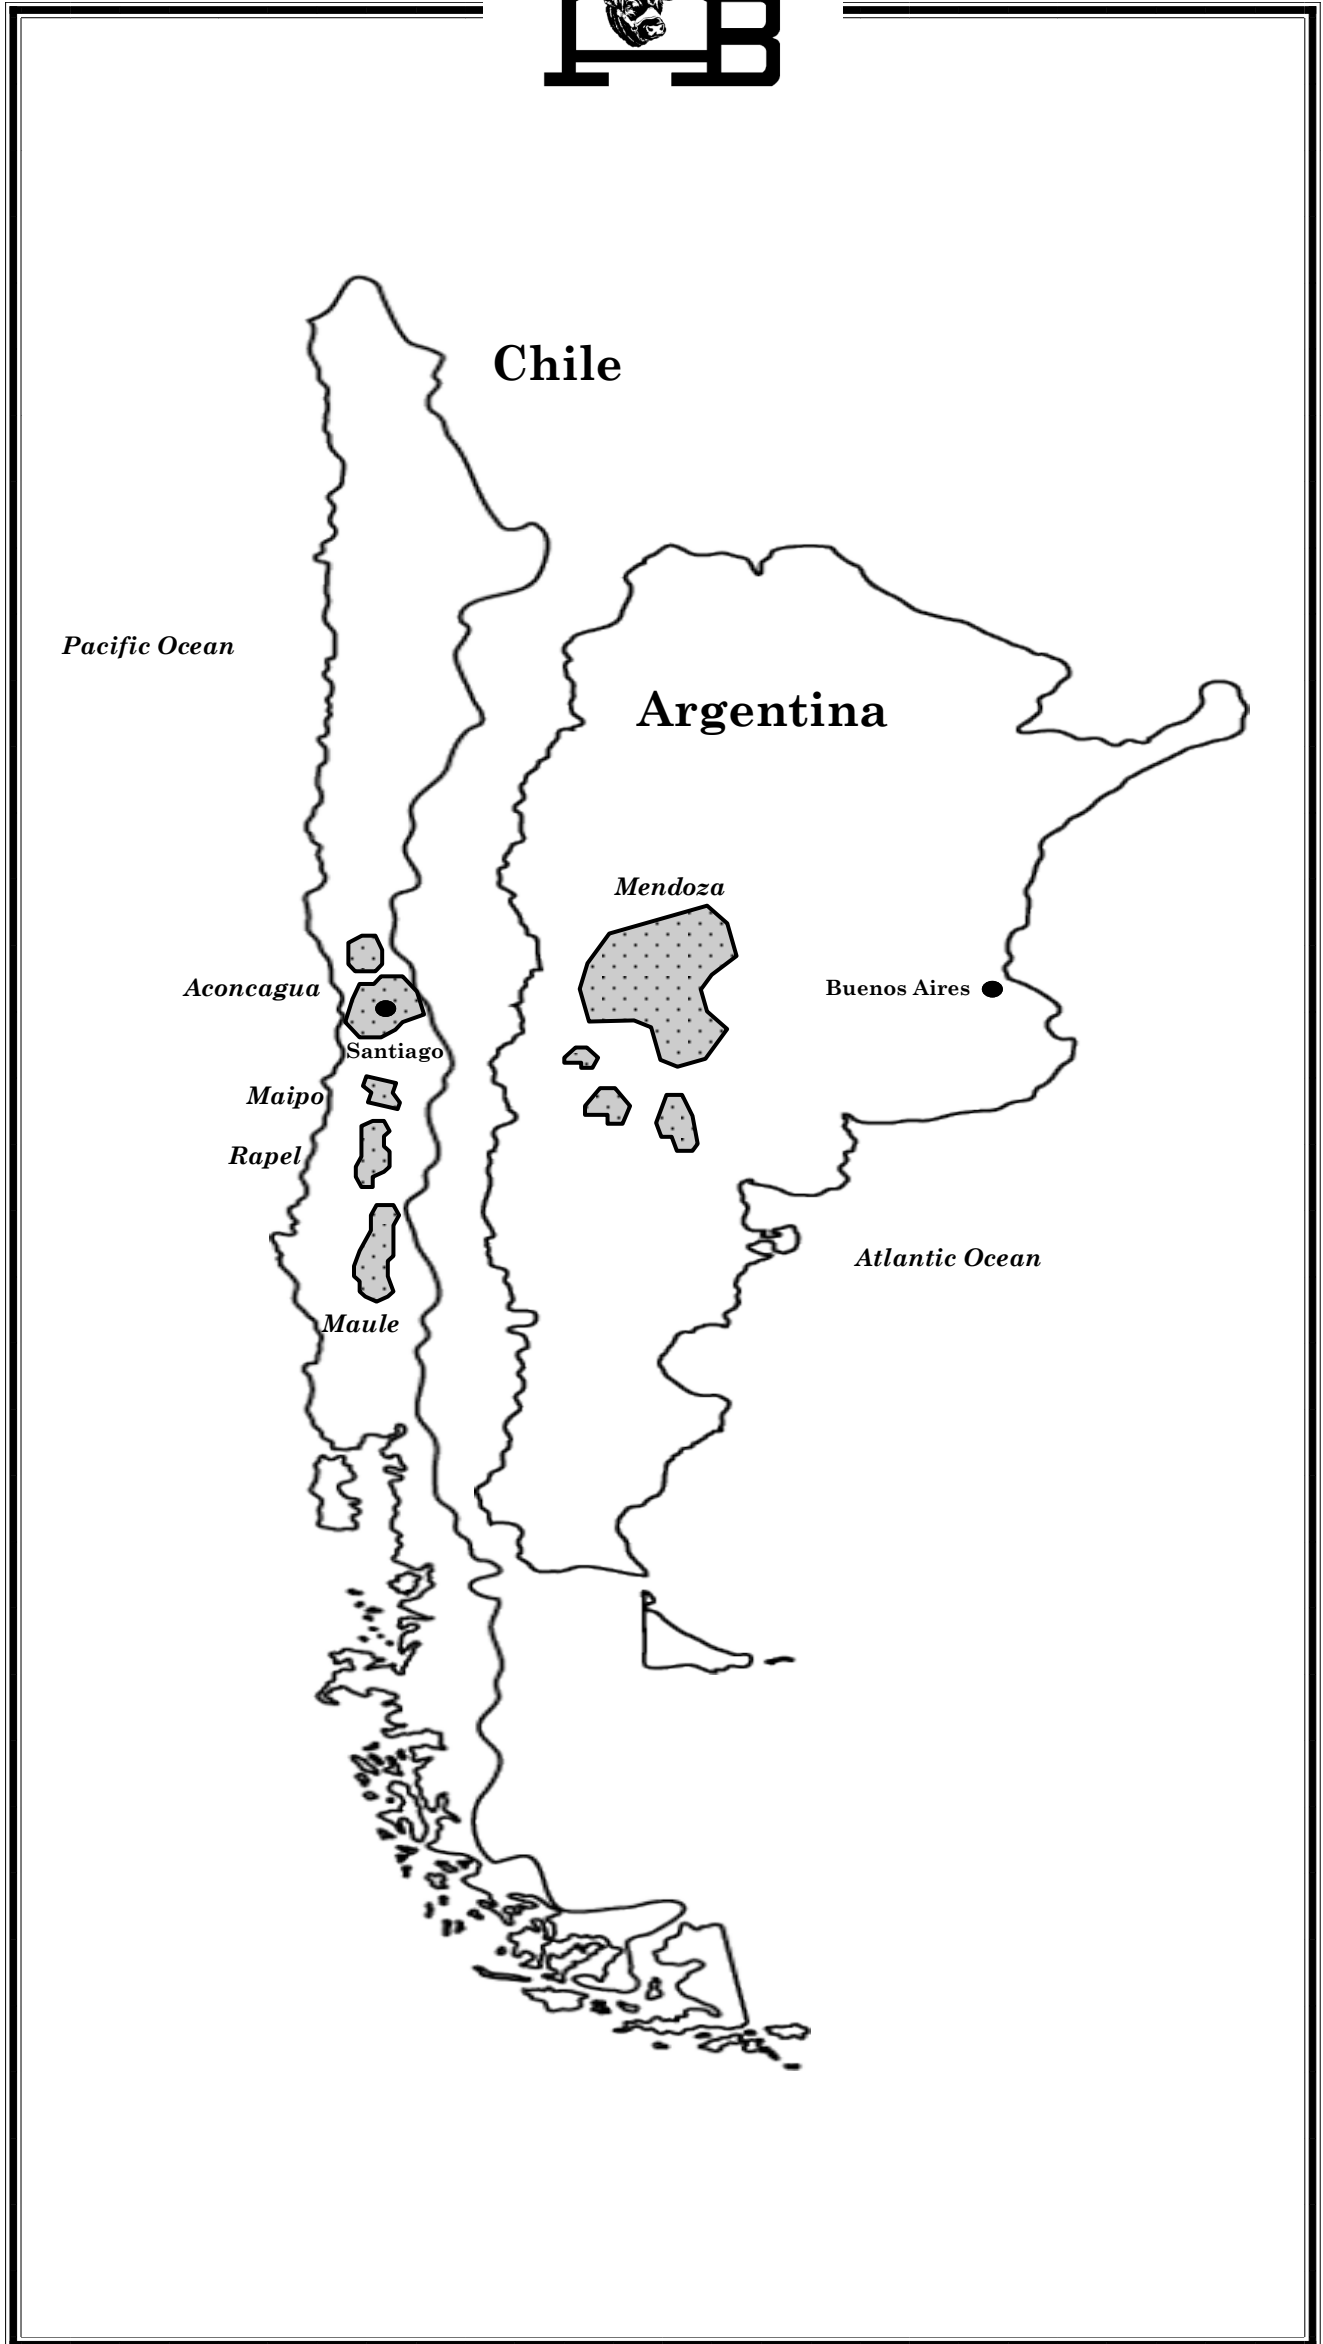 B
Chile
Pacific Ocean
Argentina
Mendoza
Aconcagua
Buenos Aires
Santiago
Maipo
Rapel
Atlantic Ocean
Maule